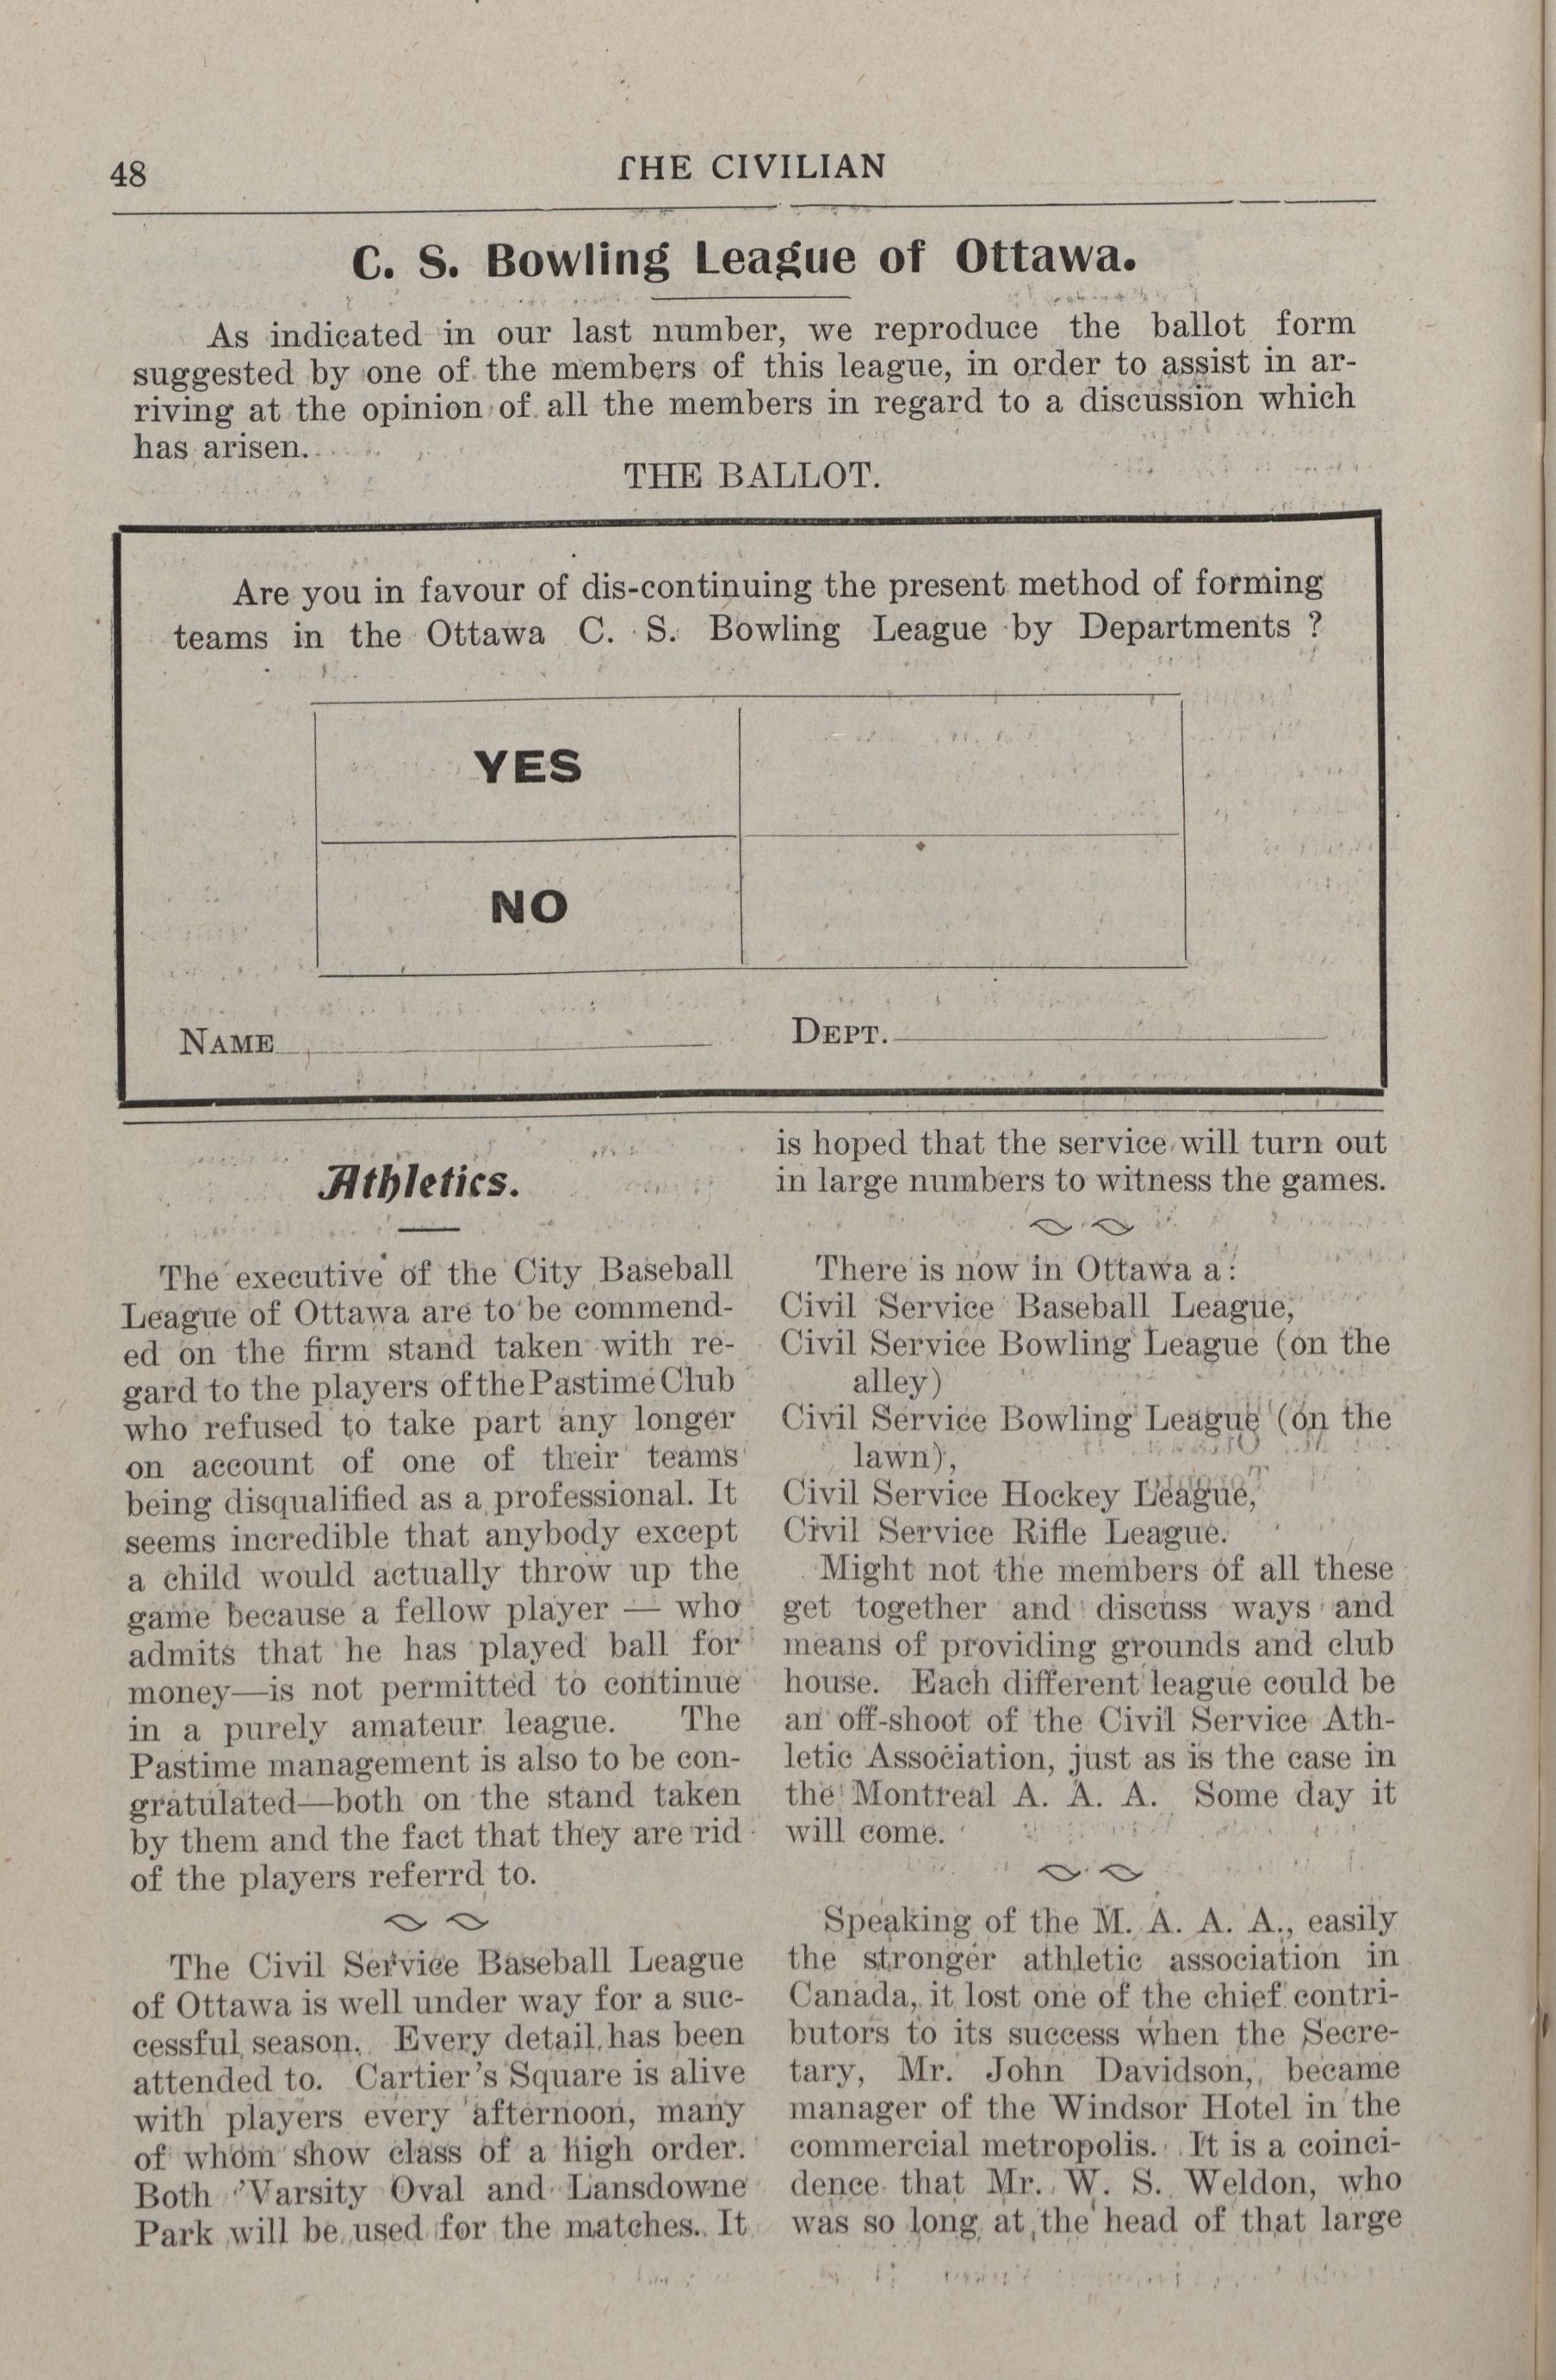 48
THE CIVILIAN
C. S. Bowling League of Ottawa.
As indicated in our last number, we reproduce the ballot form
suggested by one of the members of this league, in order to assist in ar-
riving at the opinion of all the members in regard to a discussion which
has arisen.
THE BALLOT.
Are you in favour of dis-continuing the present method of forming
teams in the Ottawa C. S. Bowling League by Departments ?
YES
NO
NAME
DEPT.
Athletics.
The executive of the City Baseball
League of Ottawa are to be commend-
ed on the firm stand taken with re-
gard to the players of the Pastime Club
who refused to take part any longer
on account of one of their teams
being disqualified as a professional. It
seems incredible that anybody except
a child would actually throw up the
game because a fellow player — who
admits that he has played ball for
money—is not permitted to continue
in a purely amateur league. The
Pastime management is also to be con-
gratulated—both on the stand taken
by them and the fact that they are rid
of the players referrd to.
The Civil Service Baseball League
of Ottawa is well under way for a suc-
cessful season. Every detail has been
attended to. Cartier's Square is alive
with players every afternoon, many
of whom show class of a high order.
Both 'Varsity Oval and Lansdowne
Park will be used for the matches. It
is hoped that the service will turn out
in large numbers to witness the games.
There is now in Ottawa a:
Civil Service Baseball League,
Civil Service Bowling League (on the
alley)
Civil Service Bowling League (on the
lawn),
Civil Service Hockey League,
Civil Service Rifle League.
Might not the members of all these
get together and discuss ways and
means of providing grounds and club
house. Each different league could be
an off-shoot of the Civil Service Ath-
letic Association, just as is the case in
the Montreal A. A. A. Some day it
will come.
Speaking of the M. A. A. A., easily
the stronger athletic association in
Canada, it lost one of the chief contri-
butors to its success when the Secre-
tary, Mr. John Davidson, became
manager of the Windsor Hotel in the
commercial metropolis. It is a coinci-
dence that Mr. W. S. Weldon, who
was so long at the head of that large